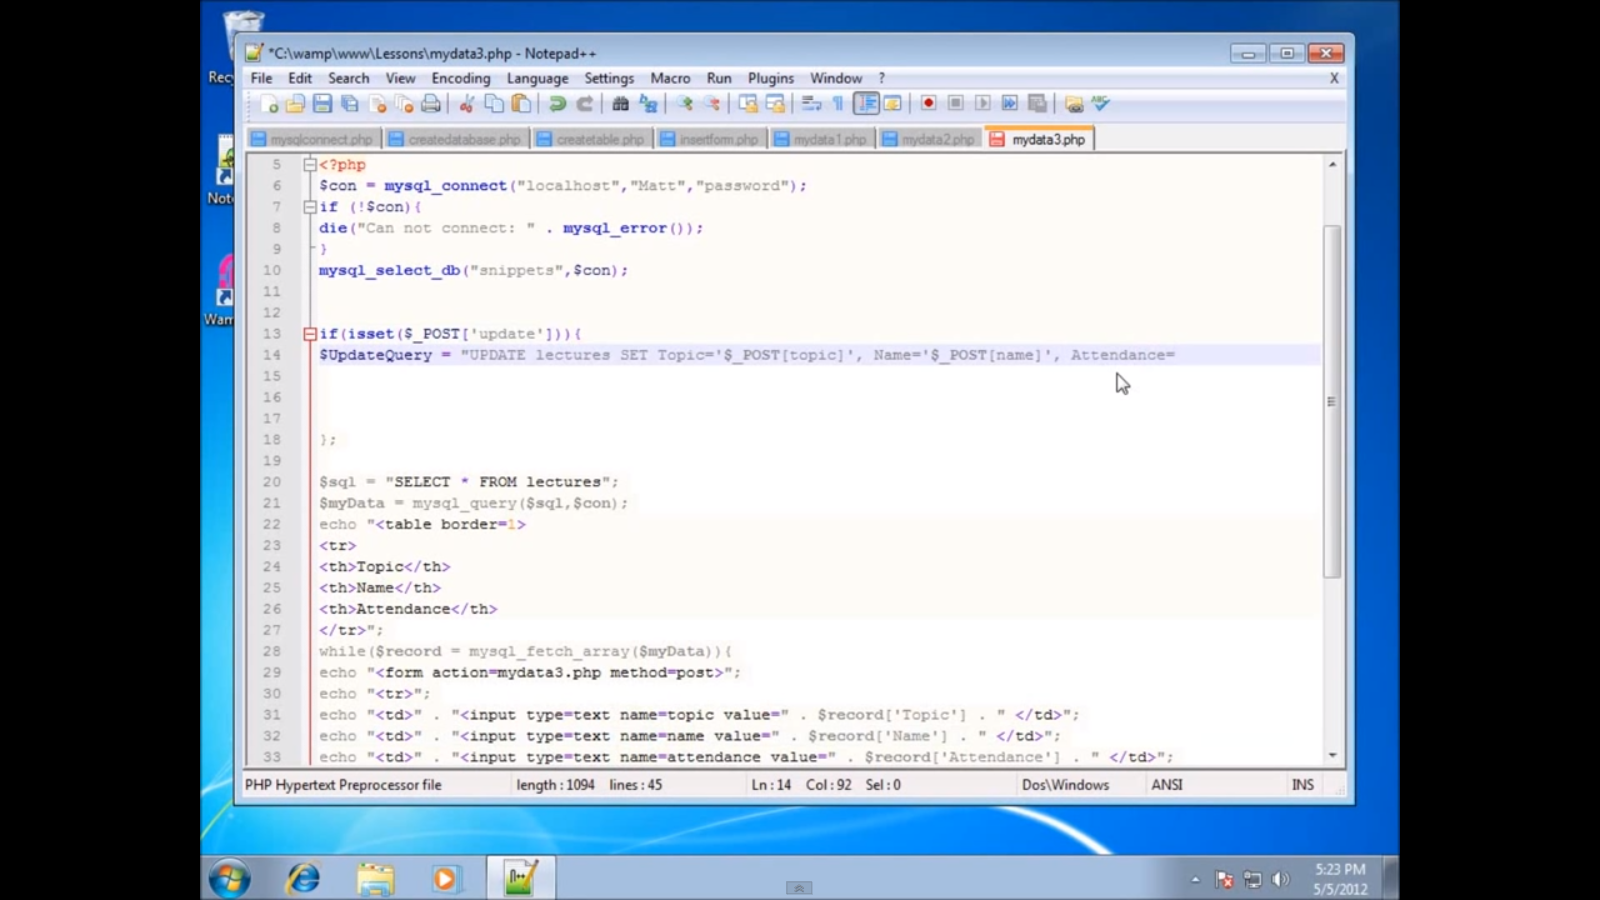 *C:\wamp\www\Lessons\mydata3.php - Notepad++
File Edit Search View Encoding Language Settings Macro Run Plugins Window ? X
mysqlconnect.php createdatabase.php createtable.php insertform.php mydata1.php mydata2.php mydata3.php
5 <?php
6 $con = mysql_connect("localhost","Matt","password");
7 if (!$con){
8 die("Can not connect: " . mysql_error());
9 }
10 mysql_select_db("snippets",$con);
11
12
13 if(isset($_POST['update'])){
14 $UpdateQuery = "UPDATE lectures SET Topic='$_POST[topic]', Name='$_POST[name]', Attendance=
15
16
17
18 };
19
20 $sql = "SELECT * FROM lectures";
21 $myData = mysql_query($sql,$con);
22 echo "<table border=1>
23 <tr>
24 <th>Topic</th>
25 <th>Name</th>
26 <th>Attendance</th>
27 </tr>";
28 while($record = mysql_fetch_array($myData)){
29 echo "<form action=mydata3.php method=post>";
30 echo "<tr>";
31 echo "<td>" . "<input type=text name=topic value=" . $record['Topic'] . " </td>";
32 echo "<td>" . "<input type=text name=name value=" . $record['Name'] . " </td>";
33 echo "<td>" . "<input type=text name=attendance value=" . $record['Attendance'] . " </td>";
PHP Hypertext Preprocessor file length : 1094 lines : 45 Ln : 14 Col : 92 Sel : 0 Dos\Windows ANSI INS
5:23 PM
5/5/2012